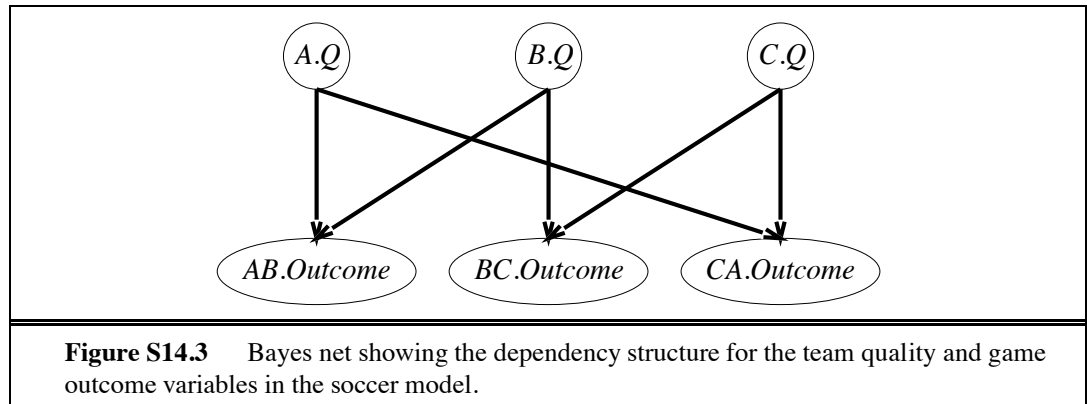 A.Q B.Q C.Q
AB.Outcome BC.Outcome CA.Outcome
Figure S14.3 Bayes net showing the dependency structure for the team quality and game
outcome variables in the soccer model.